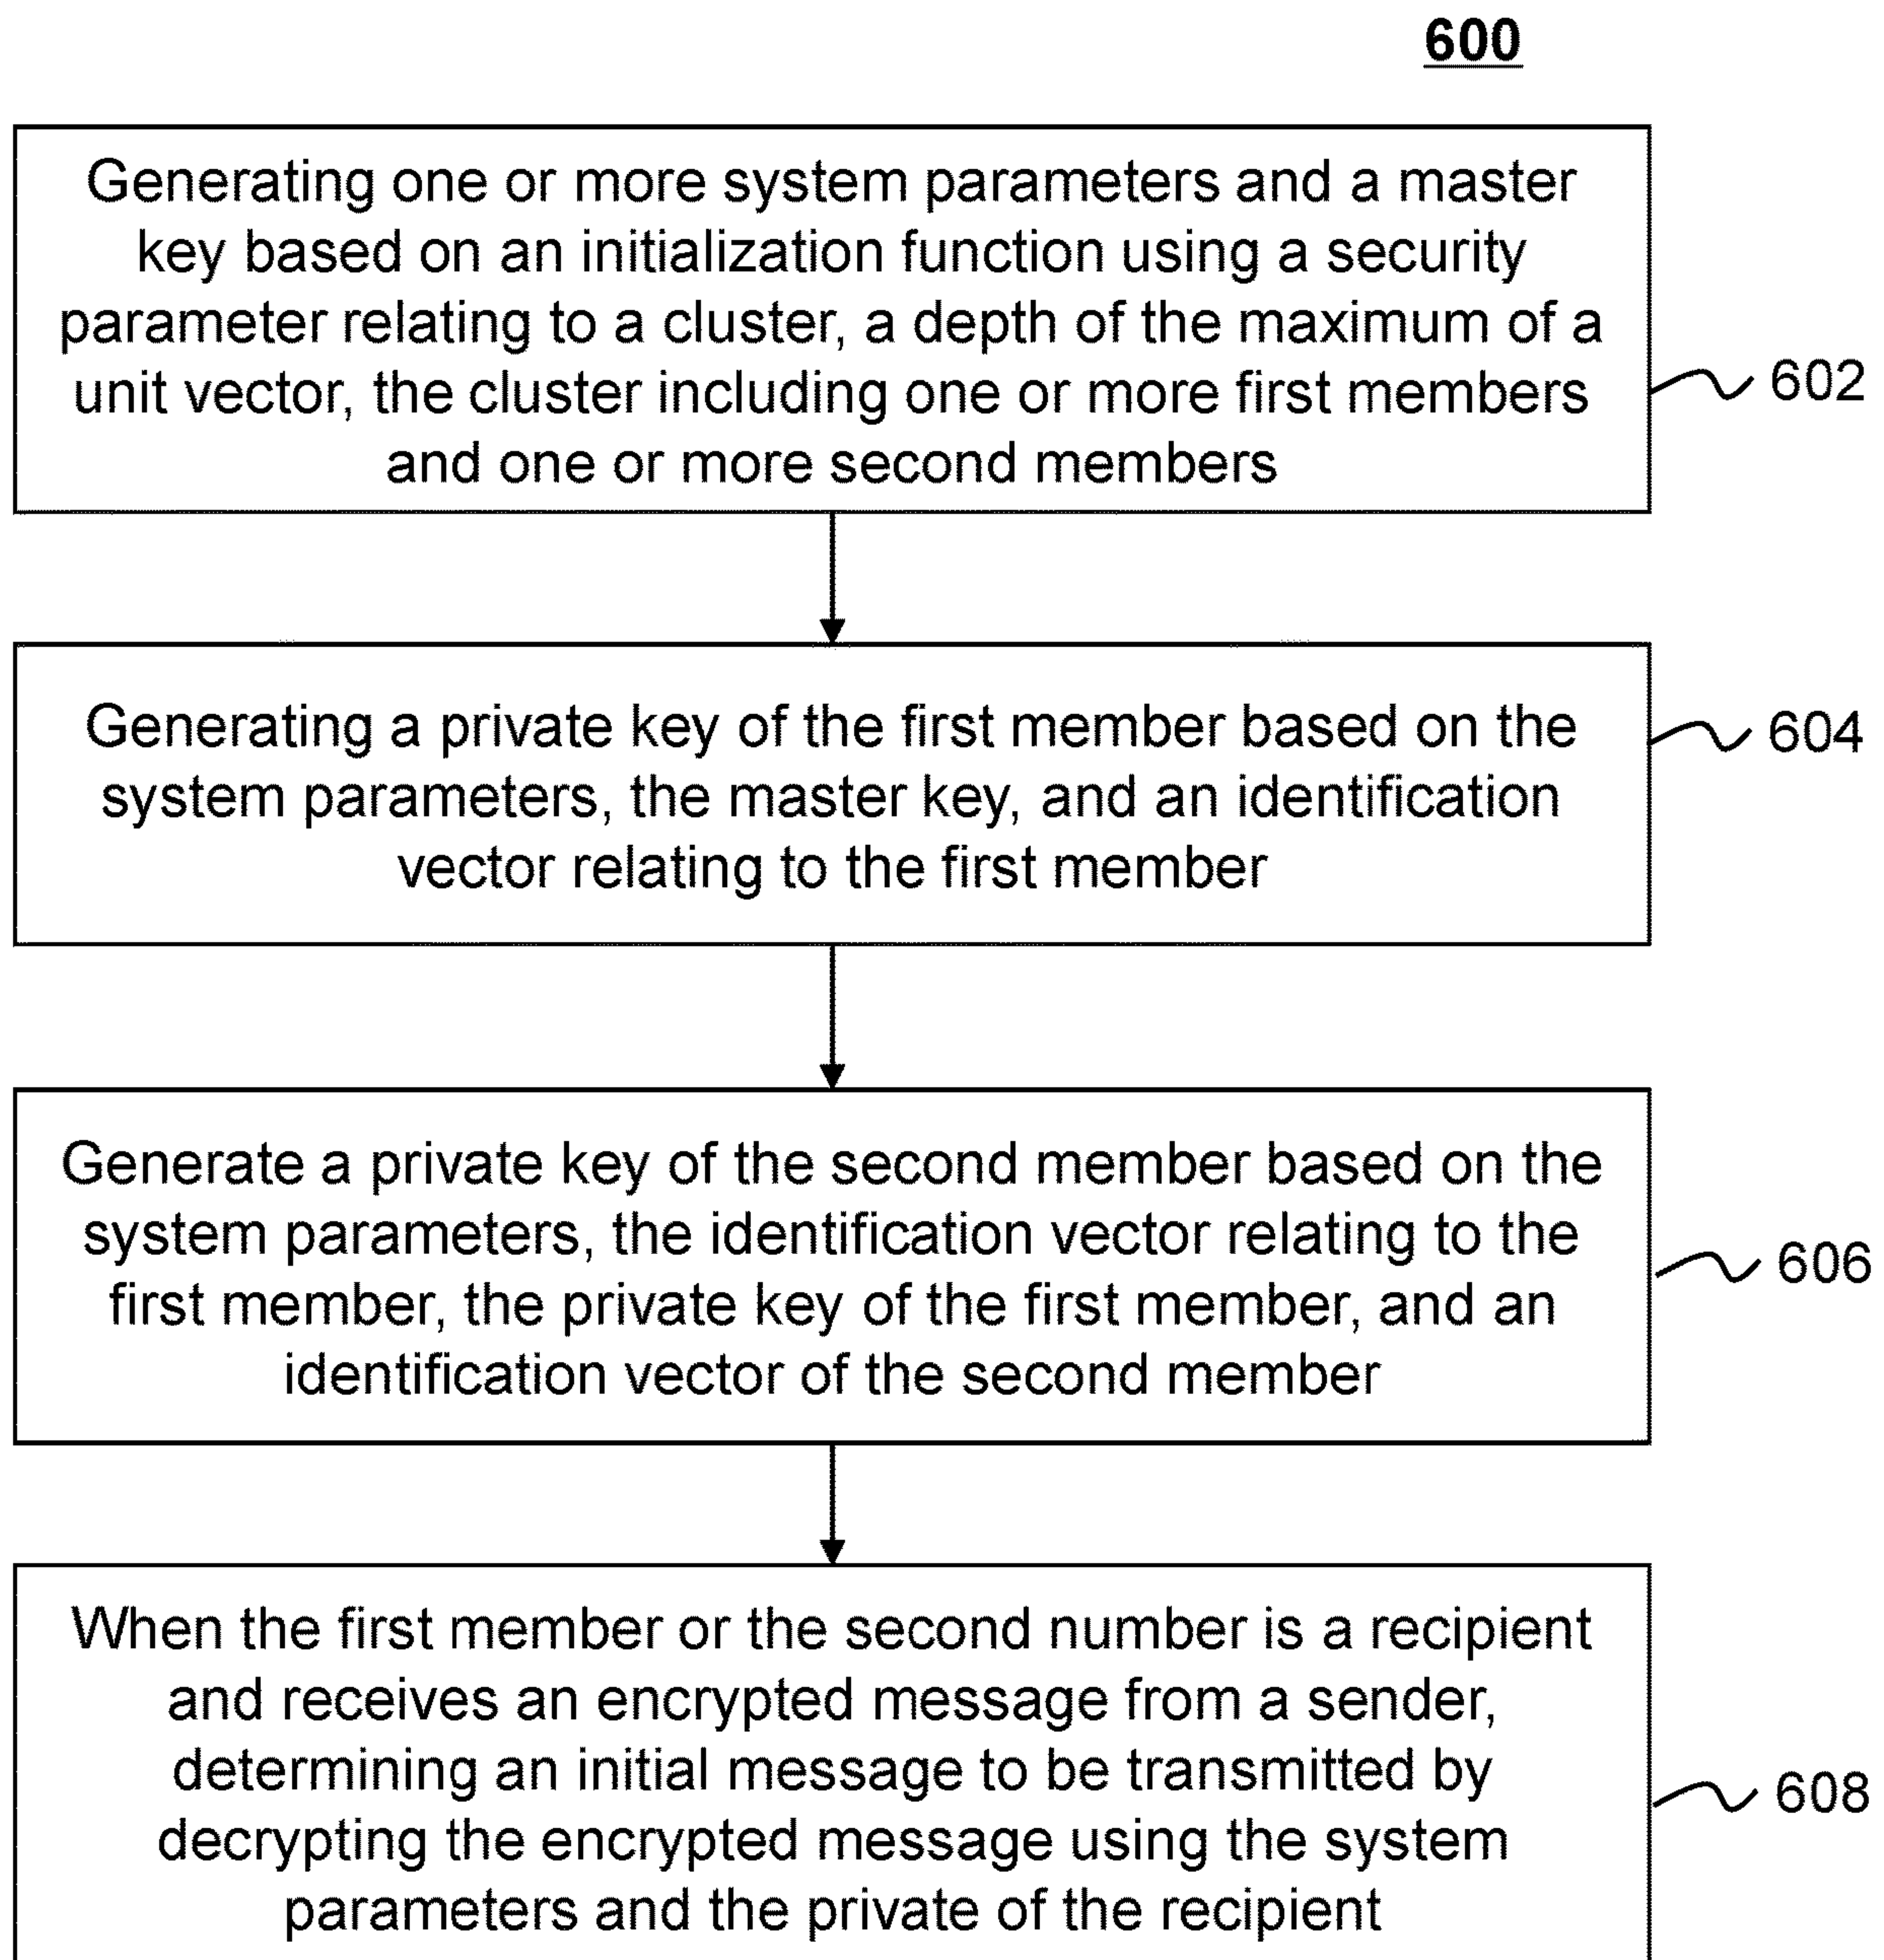 600
Generating one or more system parameters and a master
key based on an initialization function using a security
parameter relating to a cluster, a depth of the maximum of a
unit vector, the cluster including one or more first members
and one or more second members
602
Generating a private key of the first member based on the
system parameters, the master key, and an identification
vector relating to the first member
604
Generate a private key of the second member based on the
system parameters, the identification vector relating to the
first member, the private key of the first member, and an
identification vector of the second member
606
When the first member or the second number is a recipient
and receives an encrypted message from a sender,
determining an initial message to be transmitted by
decrypting the encrypted message using the system
parameters and the private of the recipient
608